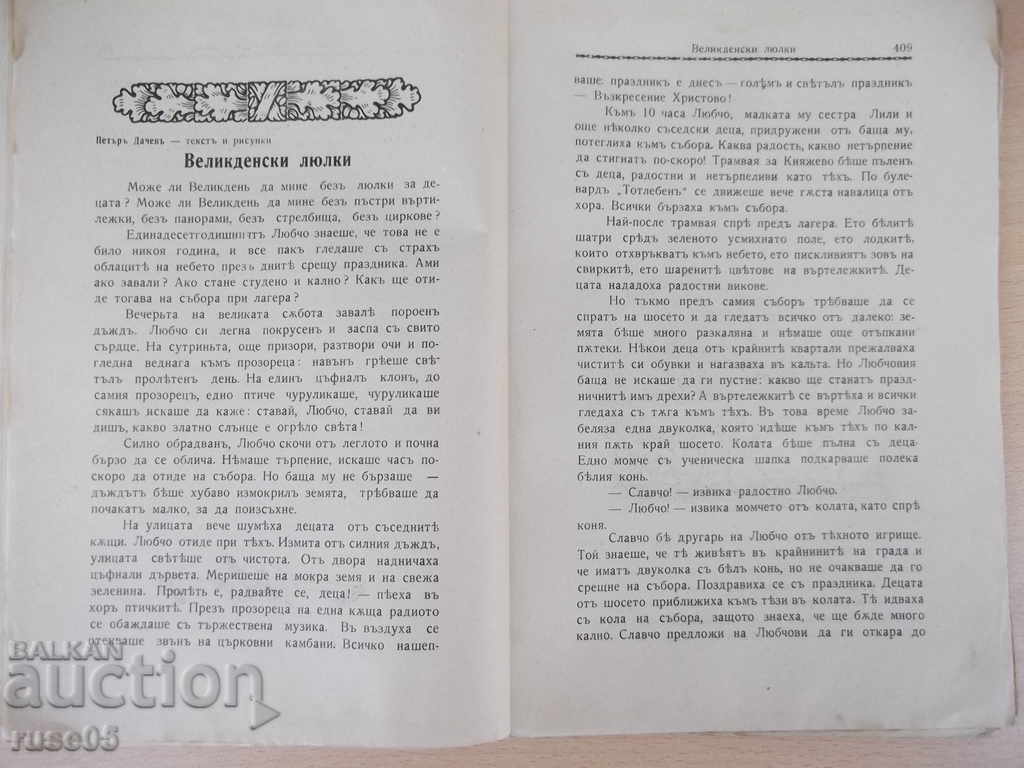 Петъръ Дачевъ — текстъ и рисунки
Великденски люлки
Може ли Великдень да мине безъ люлки за де-
цата? Може ли Великдень да мине безъ пъстри върти-
лежки, безъ панорами, безъ стрелбища, безъ циркове?
Единадесетгодишниятъ Любчо знаеше, че това не е
било никоя година, и все пакъ гледаше съ страхъ
облацитѣ на небето презъ днитѣ срещу праздника. Ами
ако завали? Ако стане студено и кално? Какъ ще оти-
де тогава на събора при лагера?
Вечерьта на великата сѫбота завалѣ пороенъ
дъждъ. Любчо си легна покрусенъ и заспа съ свито
сърдце. На сутриньта, още призори, разтвори очи и по-
гледна веднага къмъ прозореца: навънъ грѣеше свѣ-
тълъ пролѣтенъ день. На единъ цъфналъ клонъ, до
самия прозорецъ, едно птиче чуруликаше, чуруликаше
сякашъ искаше да каже: ставай, Любчо, ставай да ви
дишъ, какво златно слънце е огрѣло свѣта!
Силно обрадванъ, Любчо скочи отъ леглото и почна
бързо да се облича. Нѣмаше търпение, искаше часъ по-
скоро да отиде на събора. Но баща му не бързаше —
дъждътъ бѣше хубаво измокрилъ земята, трѣбваше да
почакатъ малко, за да поизсъхне.
На улицата вече шумѣха децата отъ съседнитѣ
кѫщи. Любчо отиде при тѣхъ. Измита от силния дъждъ,
улицата свѣтѣше отъ чистота. Отъ двора надничаха
цъфнали дървета. Меришеше на мокра земя и на свежа
зеленина. Пролѣть е, радвайте се, деца! — пѣеха въ
хоръ птичкитѣ. Презъ прозореца на една кѫща радиото
се обаждаше съ тържествена музика. Въ въздуха се
отекваше звънъ на църковни камбани. Всичко нашеп-
Великденски люлки 409
ваше: праздникъ е днесъ — голѣмъ и свѣтълъ праздникъ
— Възкресение Христово!
Къмъ 10 часа Любчо, малката му сестра Лили и
още нѣколко съседски деца, придружени отъ баща му,
потеглиха къмъ събора. Каква радость, какво нетърпение
да стигнатъ по-скоро! Трамвая за Княжево бѣше пъленъ
съ деца, радостни и нетърпеливи като тѣхъ. По буле-
вардъ „Тотлебенъ“ се движеше вече гѫста навалица отъ
хора. Всички бързаха къмъ събора.
Най-после трамвая спрѣ предъ лагера. Ето бѣлитѣ
шатри срѣдъ зеленото усмихнато поле, ето лодкитѣ,
които отхвръкватъ къмъ небето, ето пискливиятъ зовъ на
свиркитѣ, ето шаренитѣ цвѣтове на въртележкитѣ. Де-
цата нададоха радостни викове.
Но тъкмо предъ самия съборъ трѣбваше да се
спратъ на шосето и да гледатъ всичко отъ далеко: зе-
мята бѣше много разкаляна и нѣмаше още отъпкани
пѫтеки. Нѣкои деца отъ крайнитѣ квартали прежалваха
чиститѣ си обувки и нагазваха въ кальта. Но Любчовия
баща не искаше да ги пустне: какво ще станатъ празд-
ничнитѣ имъ дрехи? А въртележкитѣ се въртѣха и всички
гледаха съ тѫга къмъ тѣхъ. Въ това време Любчо за-
беляза една двуколка, която идѣше къмъ тѣхъ по кал-
ния пѫть край шосето. Колата бѣше пълна съ деца.
Едно момче съ ученическа шапка подкарваше полека
бѣлия конь.
— Славчо! — извика радостно Любчо.
— Любчо! — извика момчето отъ колата, като спрѣ
коня.
Славчо бѣ другарь на Любчо отъ тѣхното игрище.
Той знаеше, че тѣ живѣятъ въ крайнинитѣ на града и
че иматъ двуколка съ бѣлъ конь, но не очакваше да го
срещне на събора. Поздравиха се съ праздника. Децата
отъ шосето приближиха къмъ тѣзи въ колата. Тѣ идваха
съ кола на събора, защото знаеха, че ще бѫде много
кално. Славчо предложи на Любчови да ги откара до
BALKAN
auction
ruse05